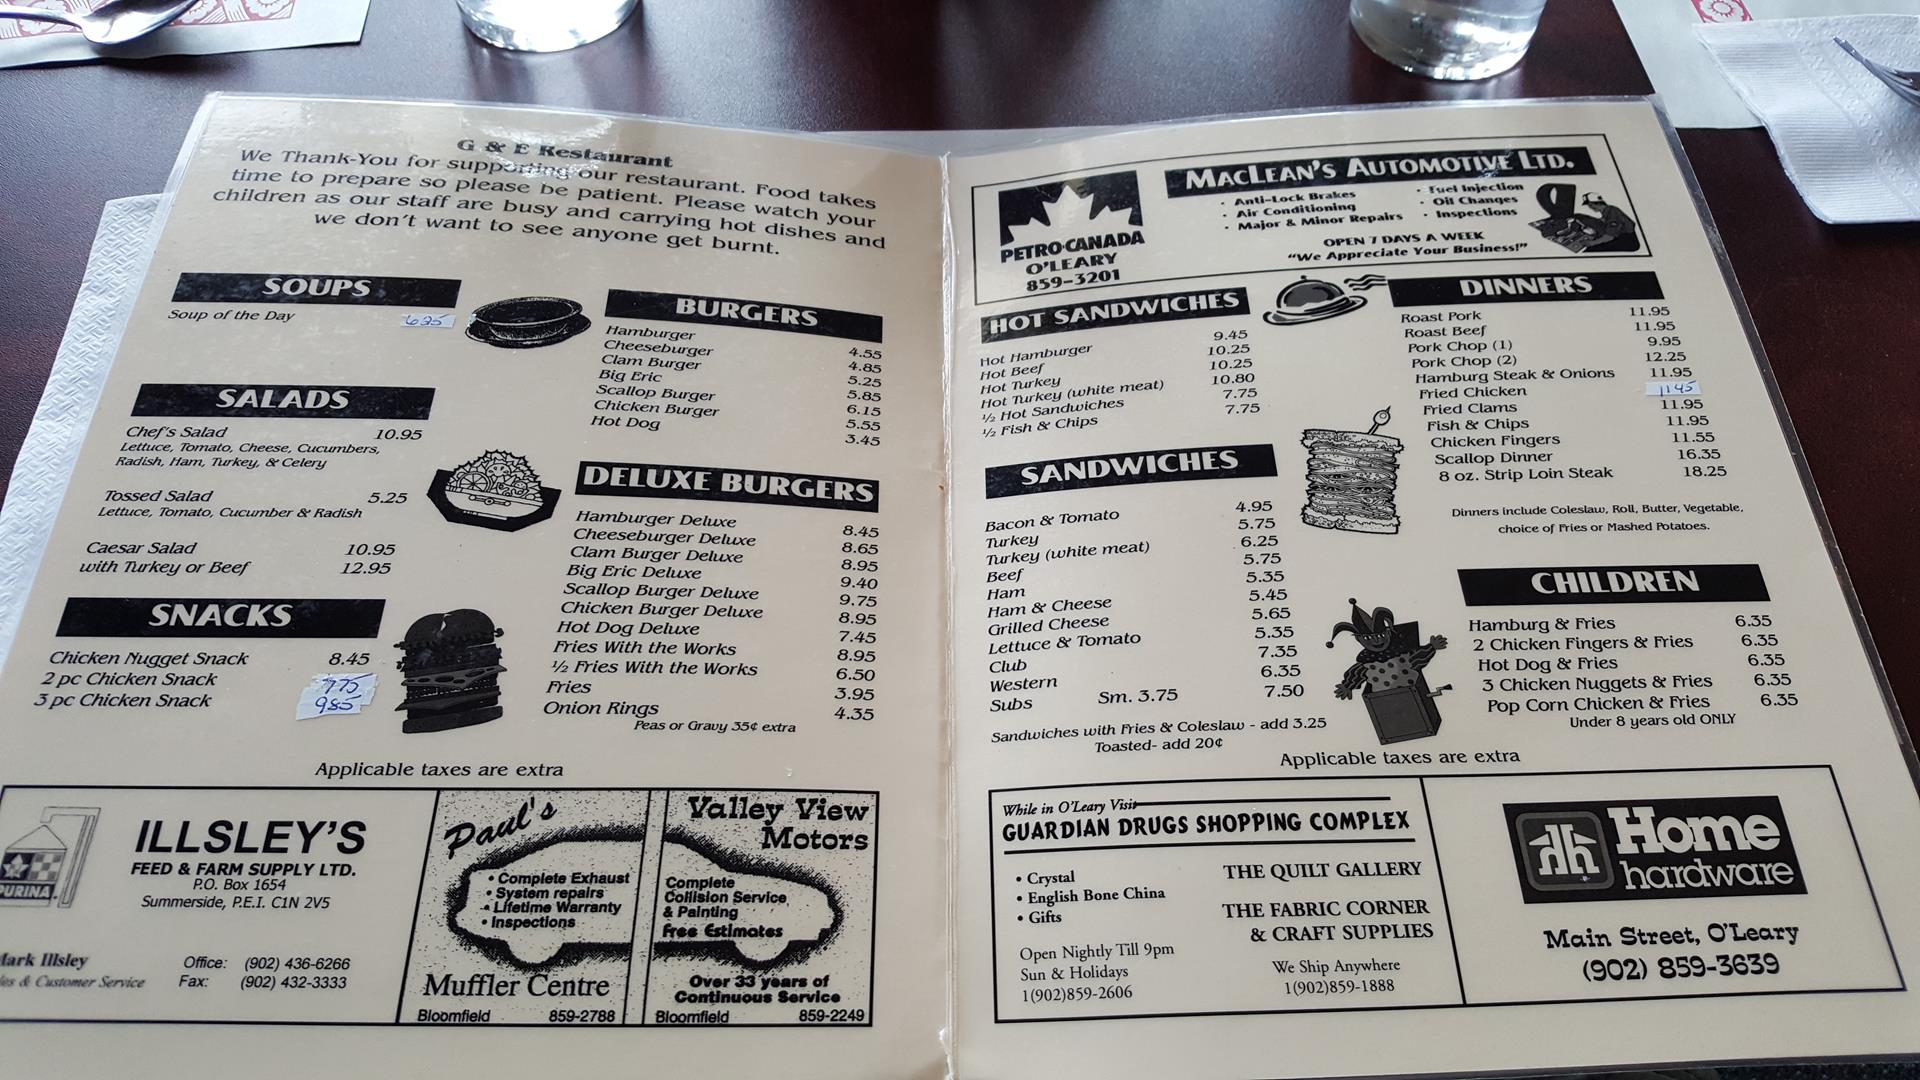 G & E Restaurant
We Thank-You for supporting our restaurant. Food takes
time to prepare so please be patient. Please watch your
children as our staff are busy and carrying hot dishes and
we don't want to see anyone get burnt.
SOUPS
Soup of the Day 6.25
SALADS
Chef's Salad 10.95
Lettuce, Tomato, Cheese, Cucumbers,
Radish, Ham, Turkey, & Celery
Tossed Salad 5.25
Lettuce, Tomato, Cucumber & Radish
Caesar Salad 10.95
with Turkey or Beef 12.95
SNACKS
Chicken Nugget Snack 8.45
2 pc Chicken Snack 7.75
3 pc Chicken Snack 9.85
BURGERS
Hamburger 4.55
Cheeseburger 4.85
Clam Burger 5.25
Big Eric 5.85
Scallop Burger 6.15
Chicken Burger 5.55
Hot Dog 3.45
DELUXE BURGERS
Hamburger Deluxe 8.45
Cheeseburger Deluxe 8.65
Clam Burger Deluxe 8.95
Big Eric Deluxe 9.40
Scallop Burger Deluxe 9.75
Chicken Burger Deluxe 8.95
Hot Dog Deluxe 7.45
Fries With the Works 8.95
½ Fries With the Works 6.50
Fries 3.95
Onion Rings 4.35
Peas or Gravy 35¢ extra
Applicable taxes are extra
PURINA
ILLSLEY'S
FEED & FARM SUPPLY LTD.
P.O. Box 1654
Summerside, P.E.I. C1N 2V5
Mark Illsley
& Customer Service
Office: (902) 436-6266
Fax: (902) 432-3333
Paul's
• Complete Exhaust
• System repairs
• Lifetime Warranty
• Inspections
Muffler Centre
Bloomfield 859-2788
Valley View
Motors
Complete
Collision Service
& Painting
Free Estimates
Over 33 years of
Continuous Service
Bloomfield 859-2249
PETRO-CANADA
O'LEARY
859-3201
MACLEAN'S AUTOMOTIVE LTD.
• Anti-Lock Brakes
• Air Conditioning
• Major & Minor Repairs
• Fuel Injection
• Oil Changes
• Inspections
OPEN 7 DAYS A WEEK
"We Appreciate Your Business!"
HOT SANDWICHES
Hot Hamburger 9.45
Hot Beef 10.25
Hot Turkey 10.25
Hot Turkey (white meat) 10.80
½ Hot Sandwiches 7.75
½ Fish & Chips 7.75
SANDWICHES
Bacon & Tomato 4.95
Turkey 5.75
Turkey (white meat) 6.25
Beef 5.75
Ham 5.35
Ham & Cheese 5.45
Grilled Cheese 5.65
Lettuce & Tomato 5.35
Club 7.35
Western 6.35
Subs Sm. 3.75 7.50
Sandwiches with Fries & Coleslaw - add 3.25
Toasted- add 20¢
DINNERS
Roast Pork 11.95
Roast Beef 11.95
Pork Chop (1) 9.95
Pork Chop (2) 12.25
Hamburg Steak & Onions 11.95
Fried Chicken 11.45
Fried Clams 11.95
Fish & Chips 11.95
Chicken Fingers 11.55
Scallop Dinner 16.35
8 oz. Strip Loin Steak 18.25
Dinners include Coleslaw, Roll, Butter, Vegetable,
choice of Fries or Mashed Potatoes.
CHILDREN
Hamburg & Fries 6.35
2 Chicken Fingers & Fries 6.35
Hot Dog & Fries 6.35
3 Chicken Nuggets & Fries 6.35
Pop Corn Chicken & Fries 6.35
Under 8 years old ONLY
Applicable taxes are extra
While in O'Leary Visit
GUARDIAN DRUGS SHOPPING COMPLEX
• Crystal
• English Bone China
• Gifts
Open Nightly Till 9pm
Sun & Holidays
1(902)859-2606
THE QUILT GALLERY
THE FABRIC CORNER
& CRAFT SUPPLIES
We Ship Anywhere
1(902)859-1888
Home
hardware
Main Street, O'Leary
(902) 859-3639